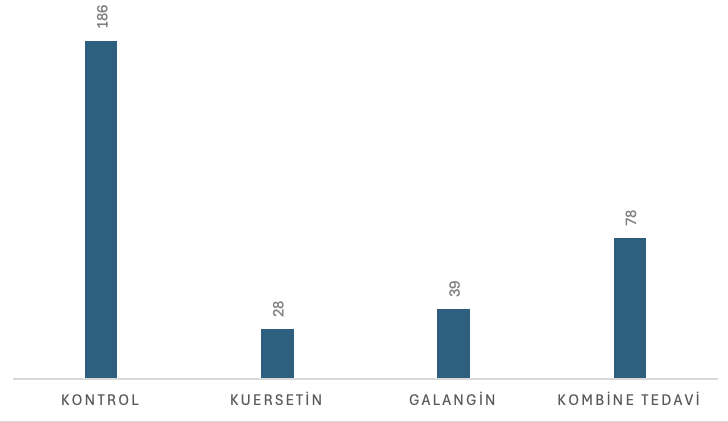 186
28
39
78
KONTROL
KUERSETİN
GALANGİN
KOMBİNE TEDAVİ